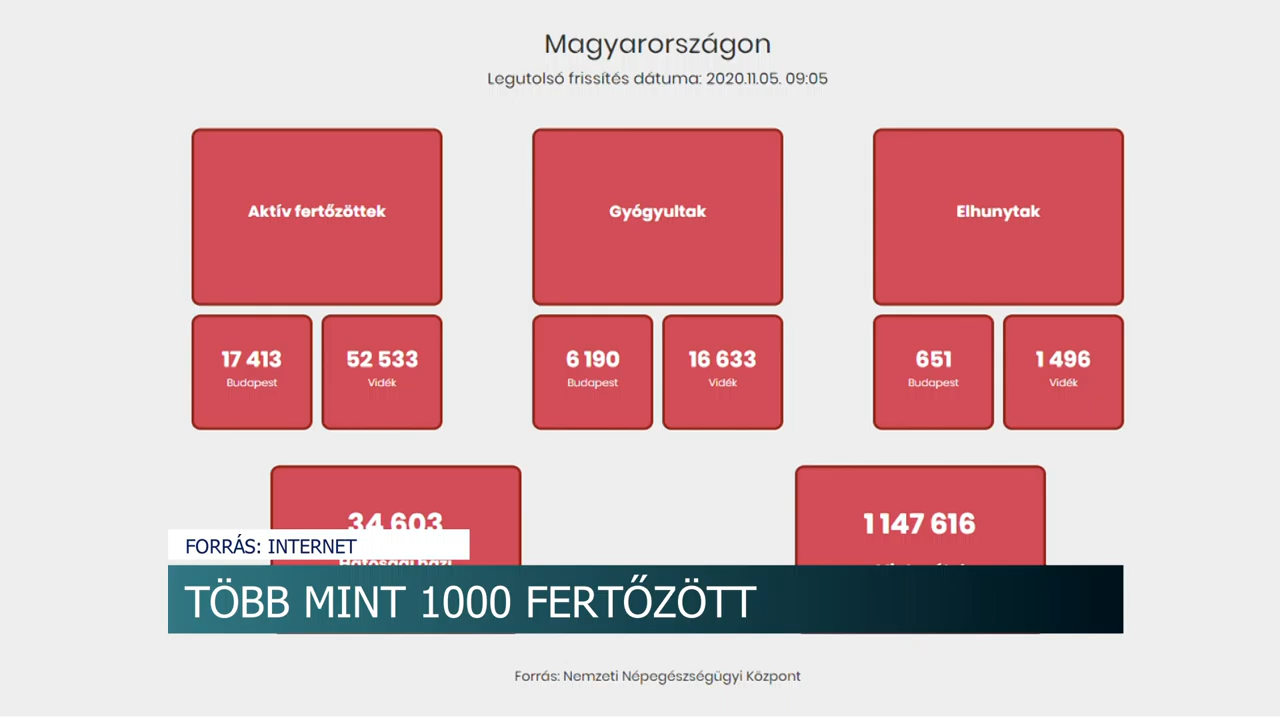 Magyarországon
Legutolsó frissítés dátuma: 2020.11.05. 09:05
Aktív fertőzöttek
Gyógyultak
Elhunytak
17 413
Budapest
52 533
Vidék
6 190
Budapest
16 633
Vidék
651
Budapest
1 496
Vidék
34 603
1 147 616
FORRÁS: INTERNET
Hatósági házi
TÖBB MINT 1000 FERTŐZÖTT
Forrás: Nemzeti Népegészségügyi Központ